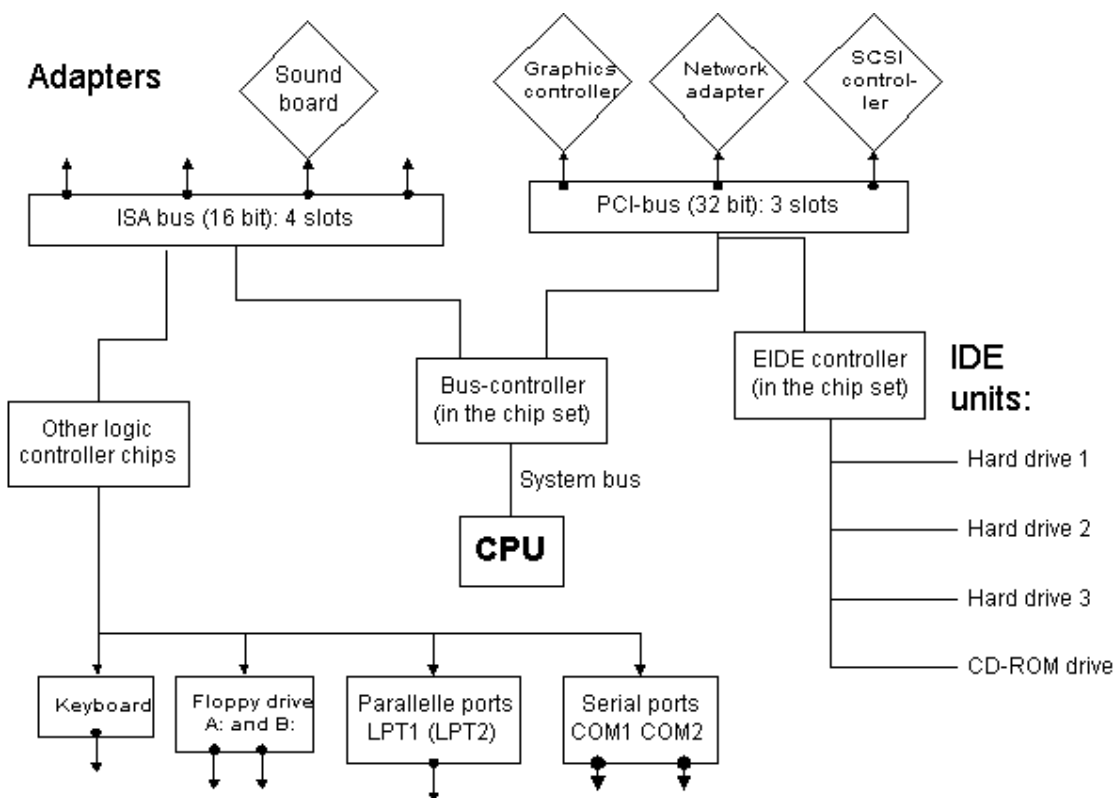 Adapters
Sound
board
Graphics
controller
Network
adapter
SCSI
control-
ler
ISA bus (16 bit): 4 slots
PCI-bus (32 bit): 3 slots
Bus-controller
(in the chip set)
EIDE controller
(in the chip set)
IDE
units:
Other logic
controller chips
System bus
CPU
Hard drive 1
Hard drive 2
Hard drive 3
CD-ROM drive
Keyboard
Floppy drive
A: and B:
Parallelle ports
LPT1 (LPT2)
Serial ports
COM1 COM2